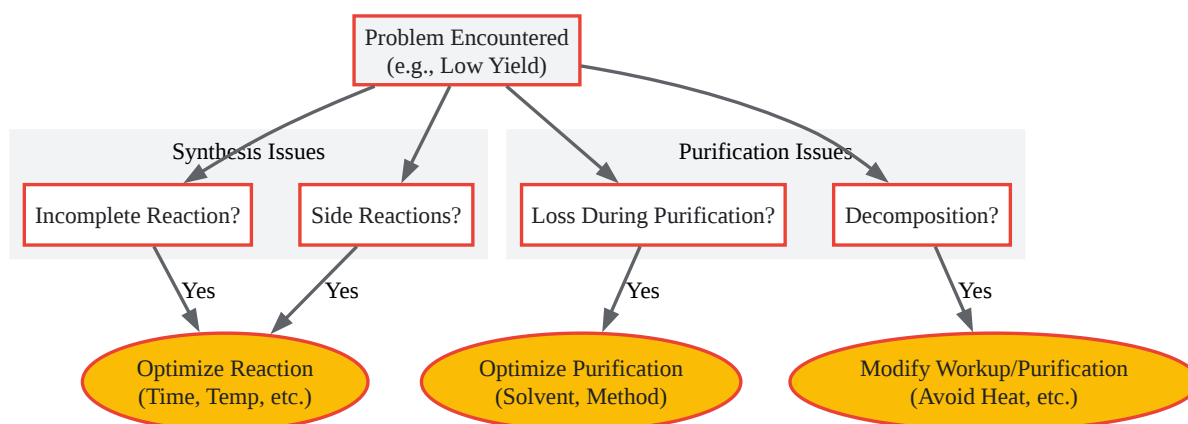 Problem Encountered
(e.g., Low Yield)
Synthesis Issues
Purification Issues
Incomplete Reaction?
Side Reactions?
Loss During Purification?
Decomposition?
Yes
Yes
Yes
Yes
Optimize Reaction
(Time, Temp, etc.)
Optimize Purification
(Solvent, Method)
Modify Workup/Purification
(Avoid Heat, etc.)